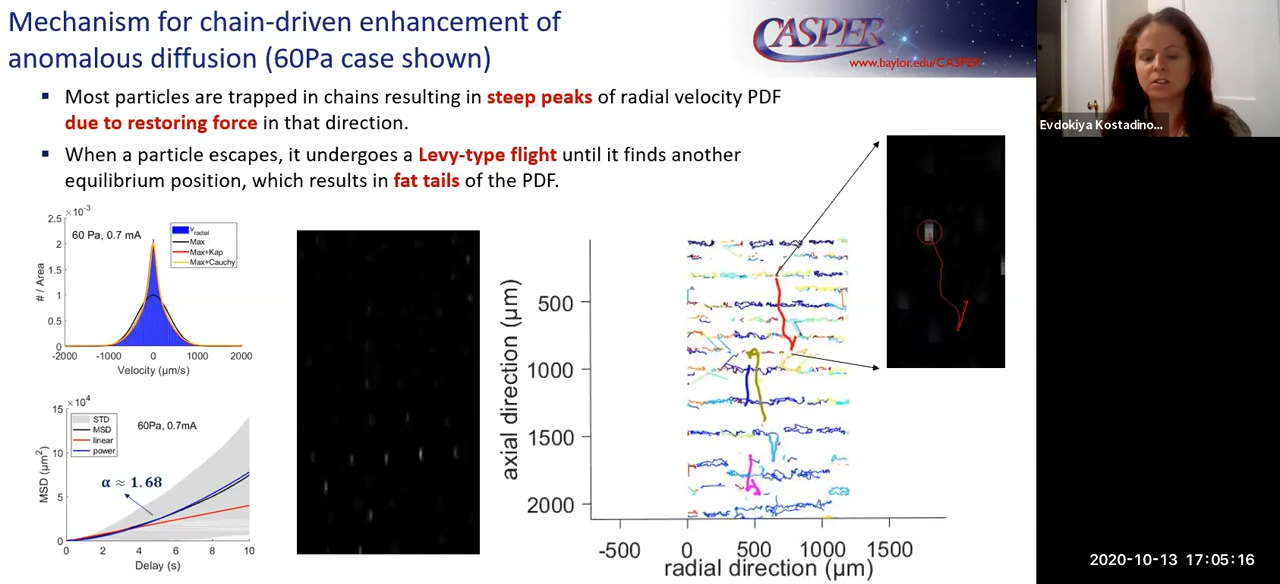 Mechanism for chain-driven enhancement of
anomalous diffusion (60Pa case shown)
CASPER
www.baylor.edu/CASPER
Evdokiya Kostadino...
▪ Most particles are trapped in chains resulting in steep peaks of radial velocity PDF
due to restoring force in that direction.
▪ When a particle escapes, it undergoes a Levy-type flight until it finds another
equilibrium position, which results in fat tails of the PDF.
×10⁻³
60 Pa, 0.7 mA
v_radial
Max
Max+Kap
Max+Cauchy
# / Area
2.5
2
1.5
1
0.5
0
-2000 -1000 0 1000 2000
Velocity (μm/s)
×10⁴
STD
MSD
linear
power
60Pa, 0.7mA
α ≈ 1.68
MSD (μm²)
15
10
5
0
0 2 4 6 8 10
Delay (s)
axial direction (μm)
500
1000
1500
2000
-500 0 500 1000 1500
radial direction (μm)
2020-10-13 17:05:16